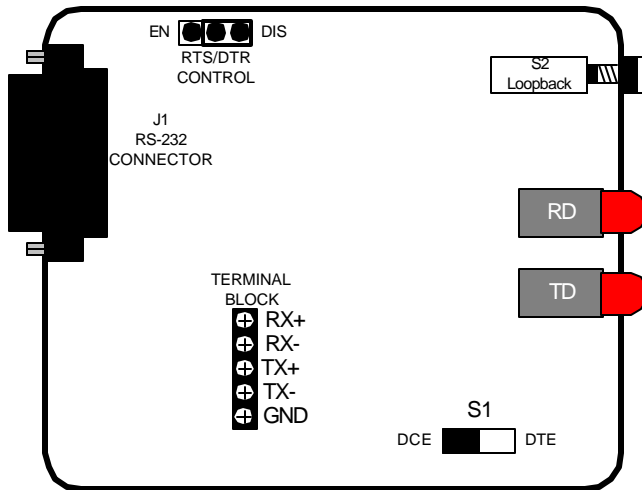 EN DIS
RTS/DTR
CONTROL
S2
Loopback
J1
RS-232
CONNECTOR
RD
TD
TERMINAL
BLOCK
RX+
RX-
TX+
TX-
GND
S1
DCE DTE